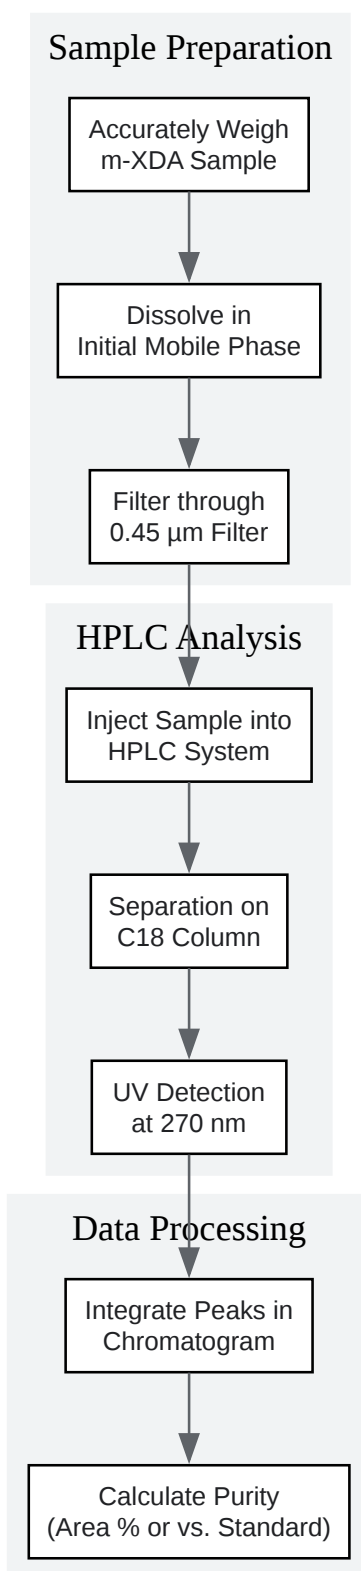 Sample Preparation
Accurately Weigh
m-XDA Sample
Dissolve in
Initial Mobile Phase
Filter through
0.45 µm Filter
HPLC Analysis
Inject Sample into
HPLC System
Separation on
C18 Column
UV Detection
at 270 nm
Data Processing
Integrate Peaks in
Chromatogram
Calculate Purity
(Area % or vs. Standard)